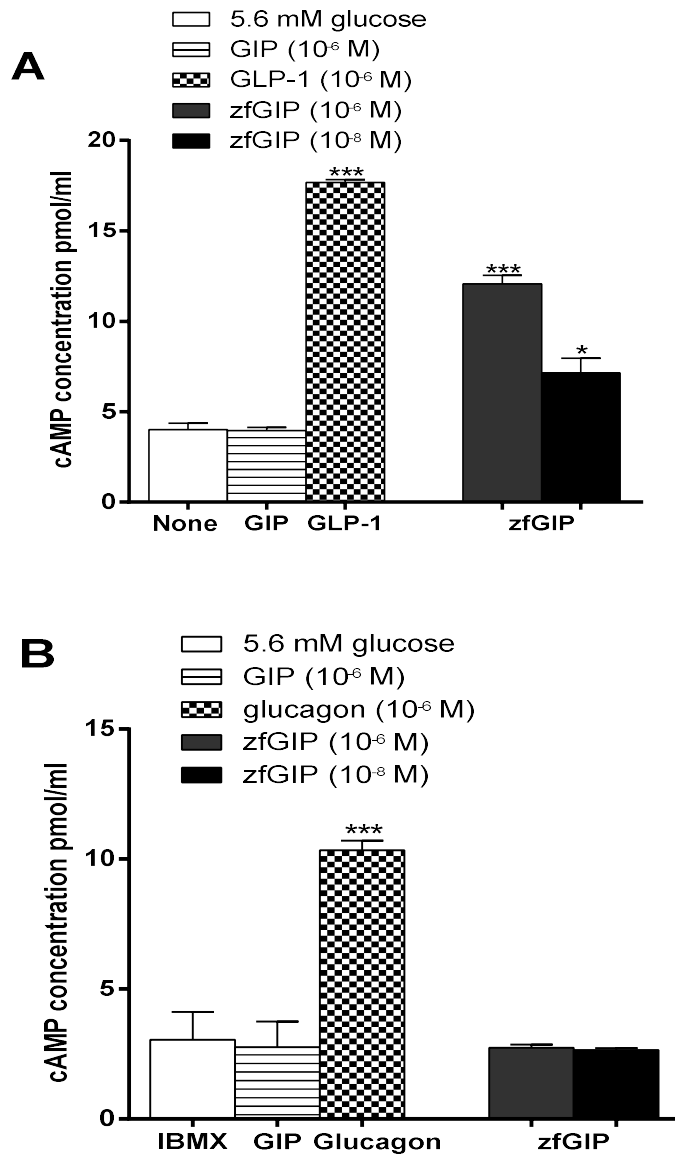 A
5.6 mM glucose
GIP (10⁻⁶ M)
GLP-1 (10⁻⁶ M)
zfGIP (10⁻⁶ M)
zfGIP (10⁻⁸ M)
cAMP concentration pmol/ml
20
15
10
5
0
***
***
*
None GIP GLP-1 zfGIP
B
5.6 mM glucose
GIP (10⁻⁶ M)
glucagon (10⁻⁶ M)
zfGIP (10⁻⁶ M)
zfGIP (10⁻⁸ M)
cAMP concentration pmol/ml
15
10
5
0
***
IBMX GIP Glucagon zfGIP